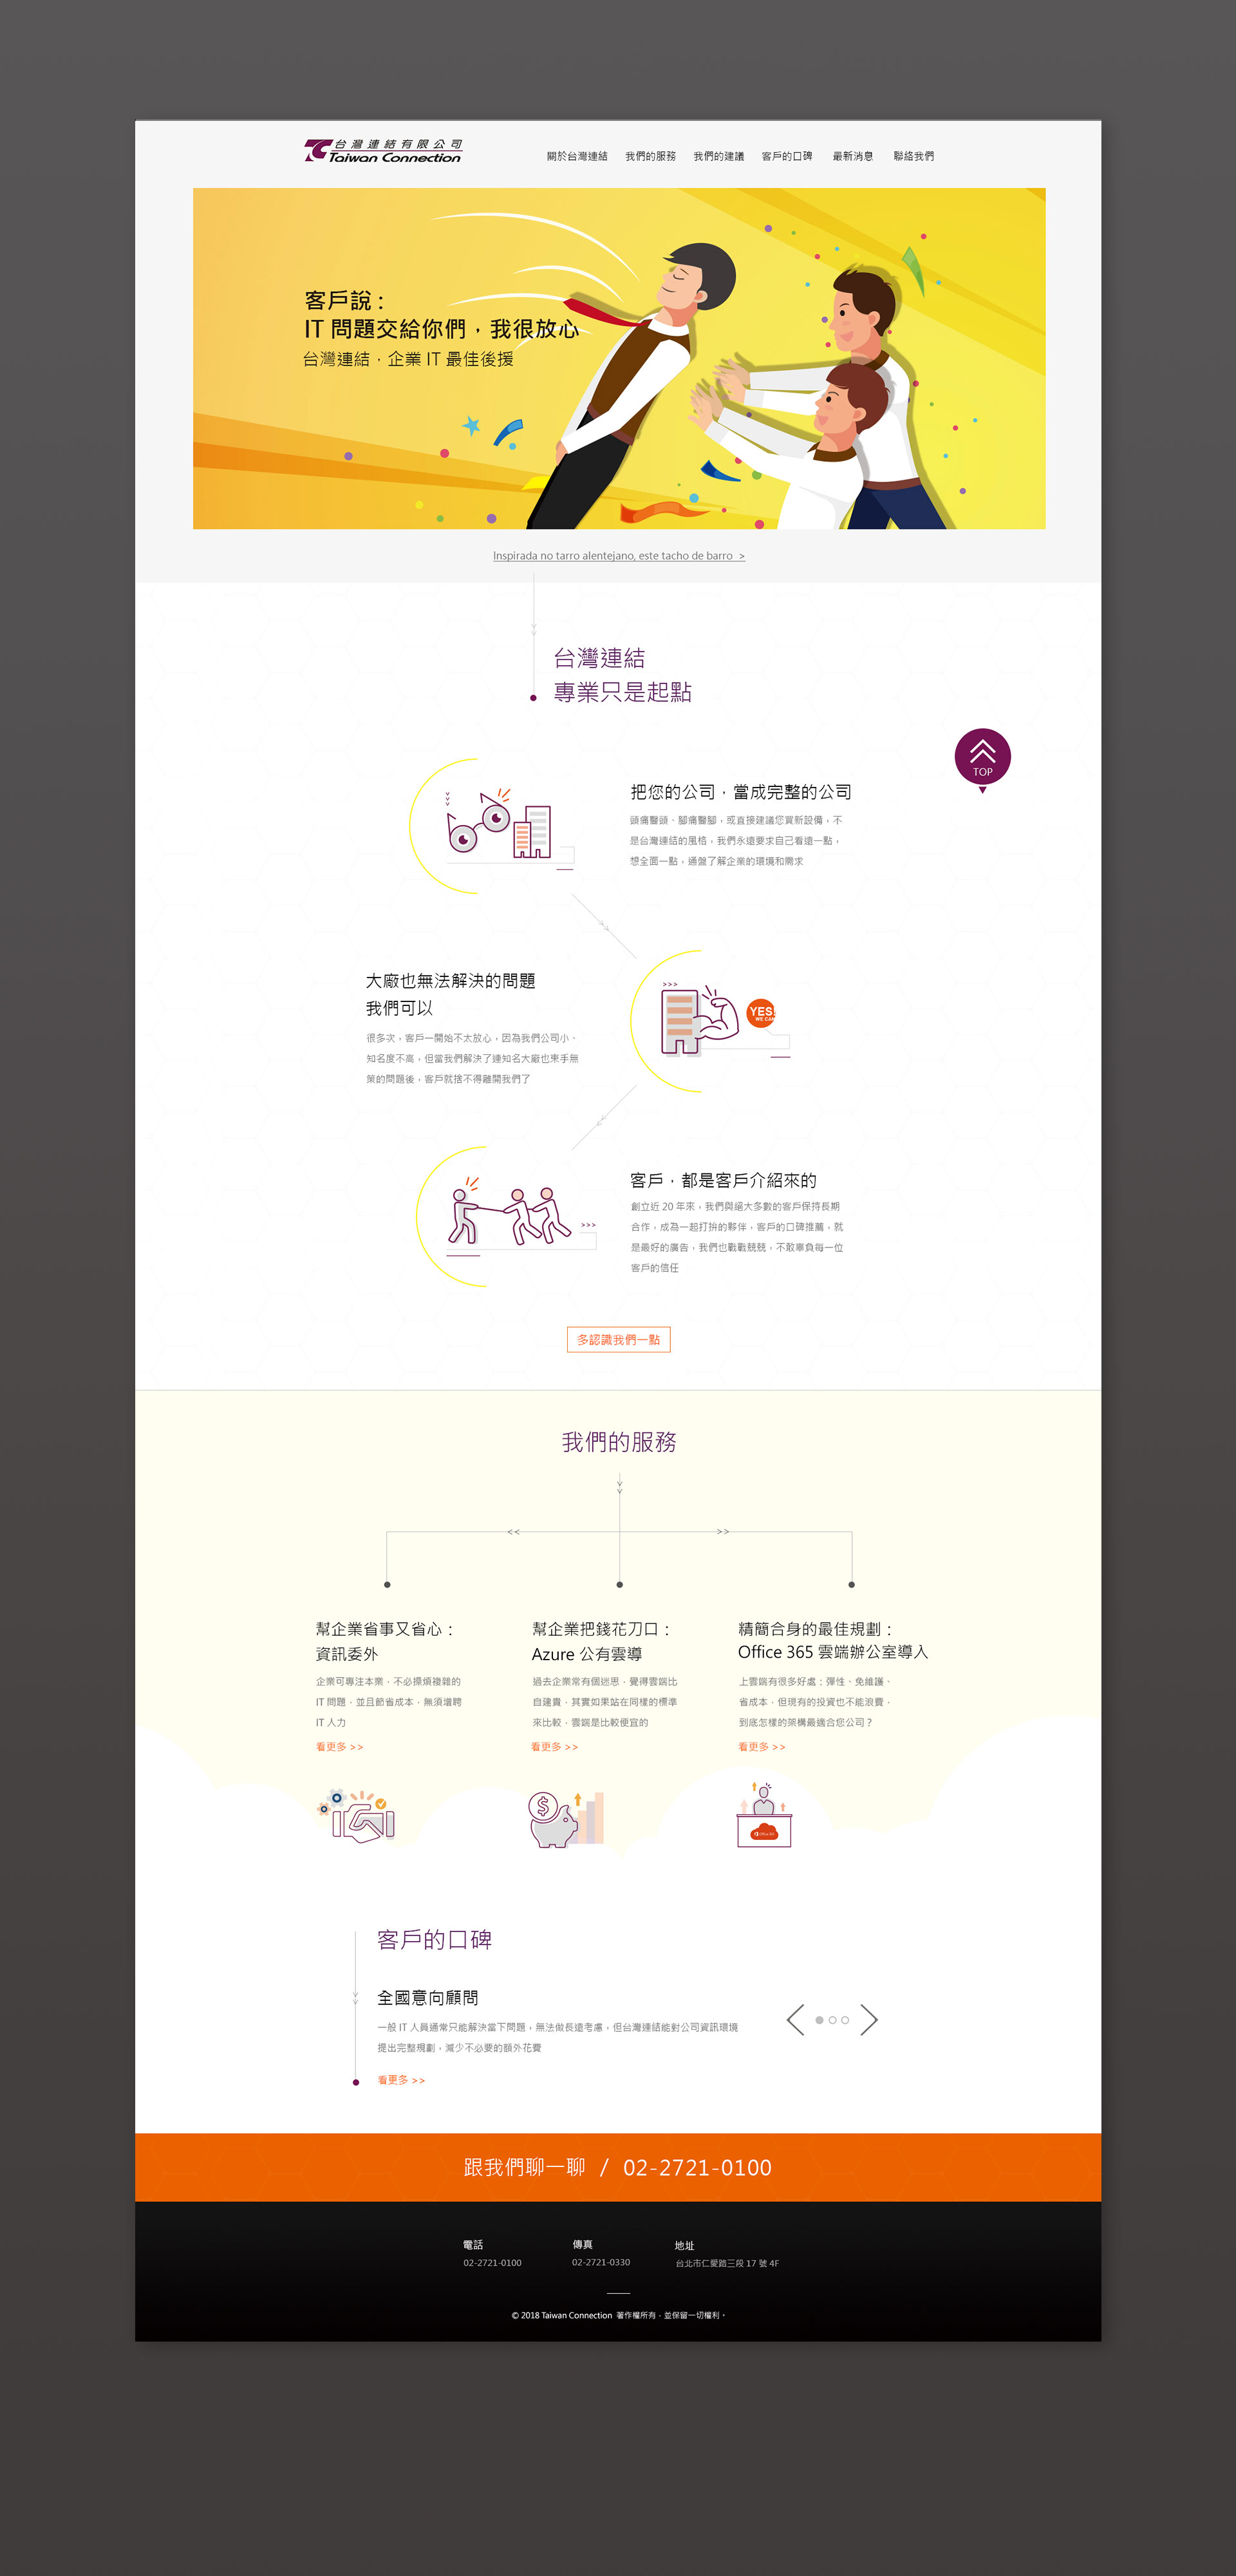 台灣連結有限公司
Taiwan Connection
關於台灣連結 我們的服務 我們的建議 客戶的口碑 最新消息 聯絡我們
客戶說：
IT 問題交給你們，我很放心
台灣連結，企業 IT 最佳後援
Inspirada no tarro alentejano, este tacho de barro >
台灣連結
專業只是起點
TOP
把您的公司，當成完整的公司
頭痛醫頭、腳痛醫腳，或直接建議您買新設備，不
是台灣連結的風格，我們永遠要求自己看遠一點，
想全面一點，通盤了解企業的環境和需求
大廠也無法解決的問題
我們可以
很多次，客戶一開始不太放心，因為我們公司小、
知名度不高，但當我們解決了連知名大廠也束手無
策的問題後，客戶就捨不得離開我們了
>>>
YES!
WE CAN
客戶，都是客戶介紹來的
創立近 20 年來，我們與絕大多數的客戶保持長期
合作，成為一起打拚的夥伴，客戶的口碑推薦，就
是最好的廣告，我們也戰戰兢兢，不敢辜負每一位
客戶的信任
>>>
多認識我們一點
我們的服務
<< >>
幫企業省事又省心：
資訊委外
企業可專注本業，不必操煩複雜的
IT 問題，並且節省成本，無須增聘
IT 人力
看更多 >>
幫企業把錢花刀口：
Azure 公有雲導
過去企業常有個迷思，覺得雲端比
自建貴，其實如果站在同樣的標準
來比較，雲端是比較便宜的
看更多 >>
$
精簡合身的最佳規劃：
Office 365 雲端辦公室導入
上雲端有很多好處；彈性、免維護、
省成本，但現有的投資也不能浪費，
到底怎樣的架構最適合您公司？
看更多 >>
Office 365
客戶的口碑
全國意向顧問
一般 IT 人員通常只能解決當下問題，無法做長遠考慮，但台灣連結能對公司資訊環境
提出完整規劃，減少不必要的額外花費
看更多 >>
跟我們聊一聊 / 02-2721-0100
電話
02-2721-0100
傳真
02-2721-0330
地址
台北市仁愛路三段 17 號 4F
© 2018 Taiwan Connection 著作權所有，並保留一切權利。